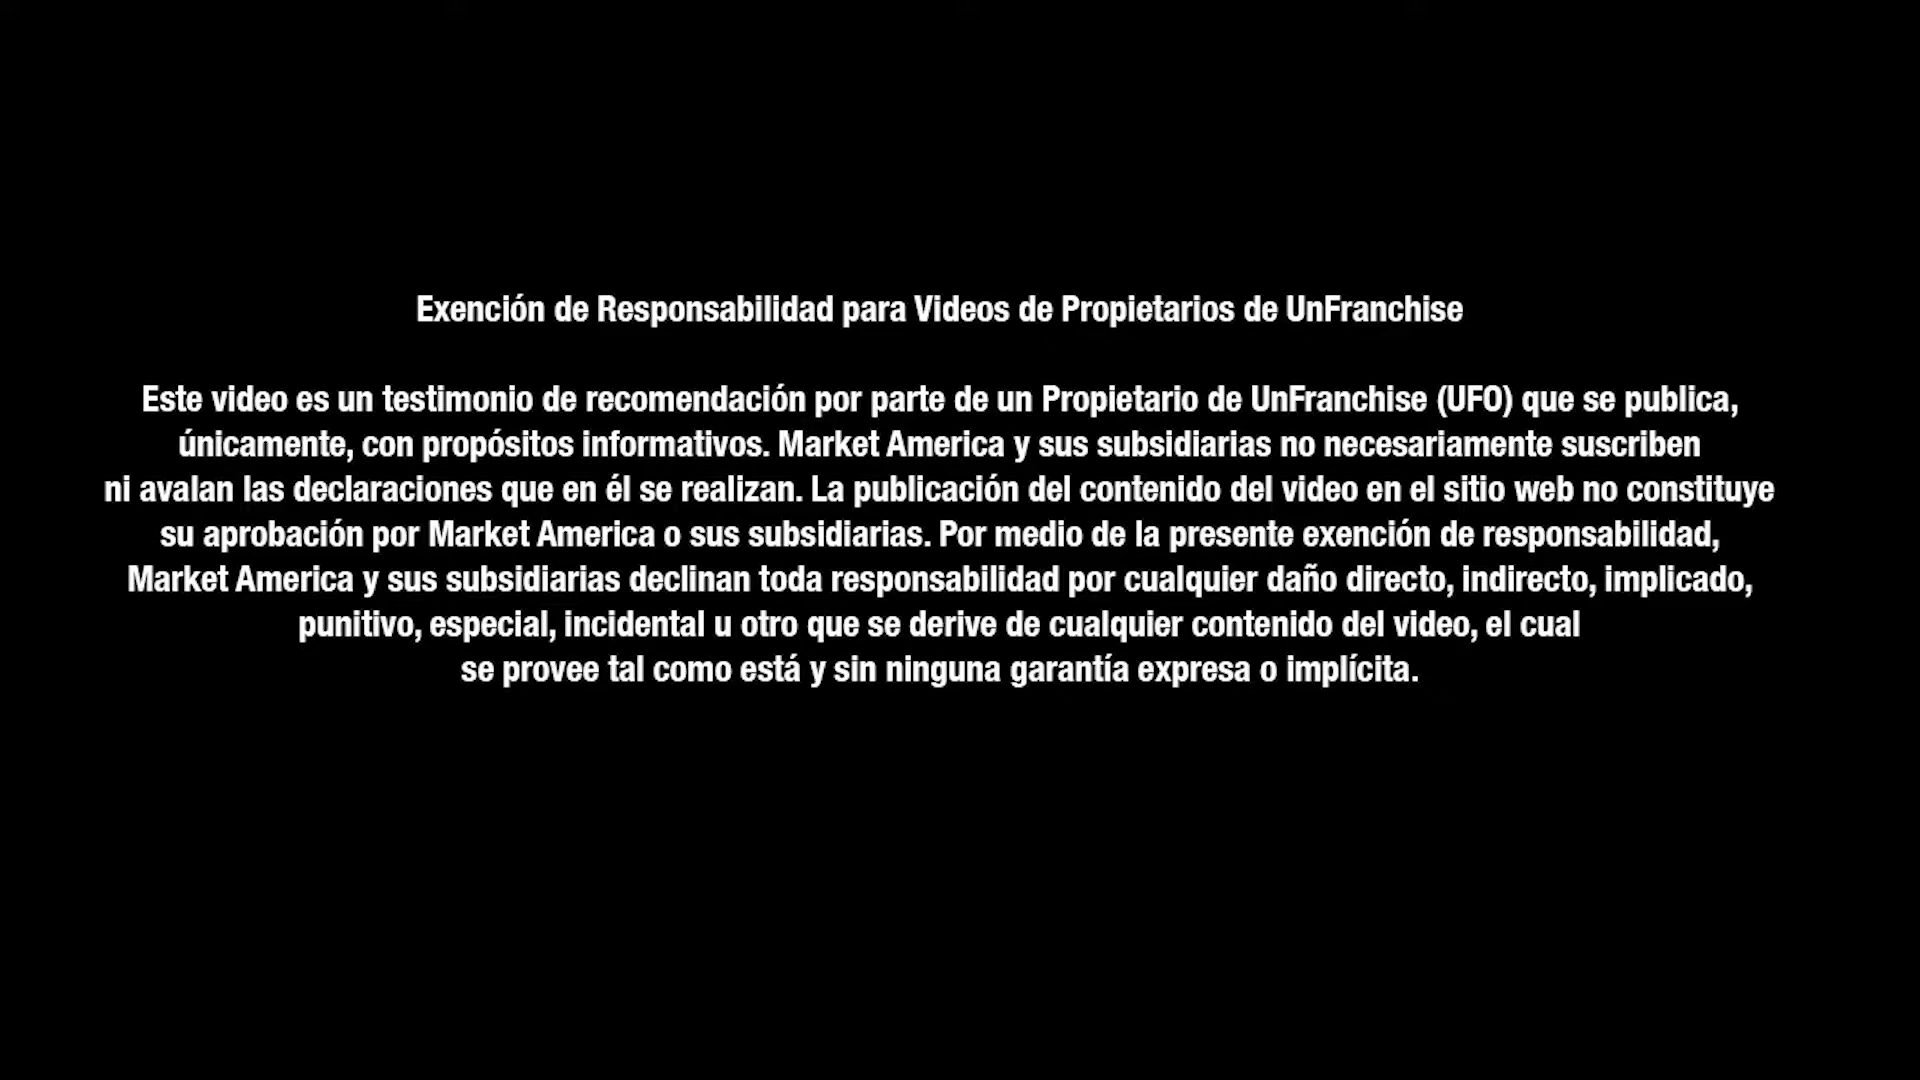 Exención de Responsabilidad para Videos de Propietarios de UnFranchise
Este video es un testimonio de recomendación por parte de un Propietario de UnFranchise (UFO) que se publica,
únicamente, con propósitos informativos. Market America y sus subsidiarias no necesariamente suscriben
ni avalan las declaraciones que en él se realizan. La publicación del contenido del video en el sitio web no constituye
su aprobación por Market America o sus subsidiarias. Por medio de la presente exención de responsabilidad,
Market America y sus subsidiarias declinan toda responsabilidad por cualquier daño directo, indirecto, implicado,
punitivo, especial, incidental u otro que se derive de cualquier contenido del video, el cual
se provee tal como está y sin ninguna garantía expresa o implícita.